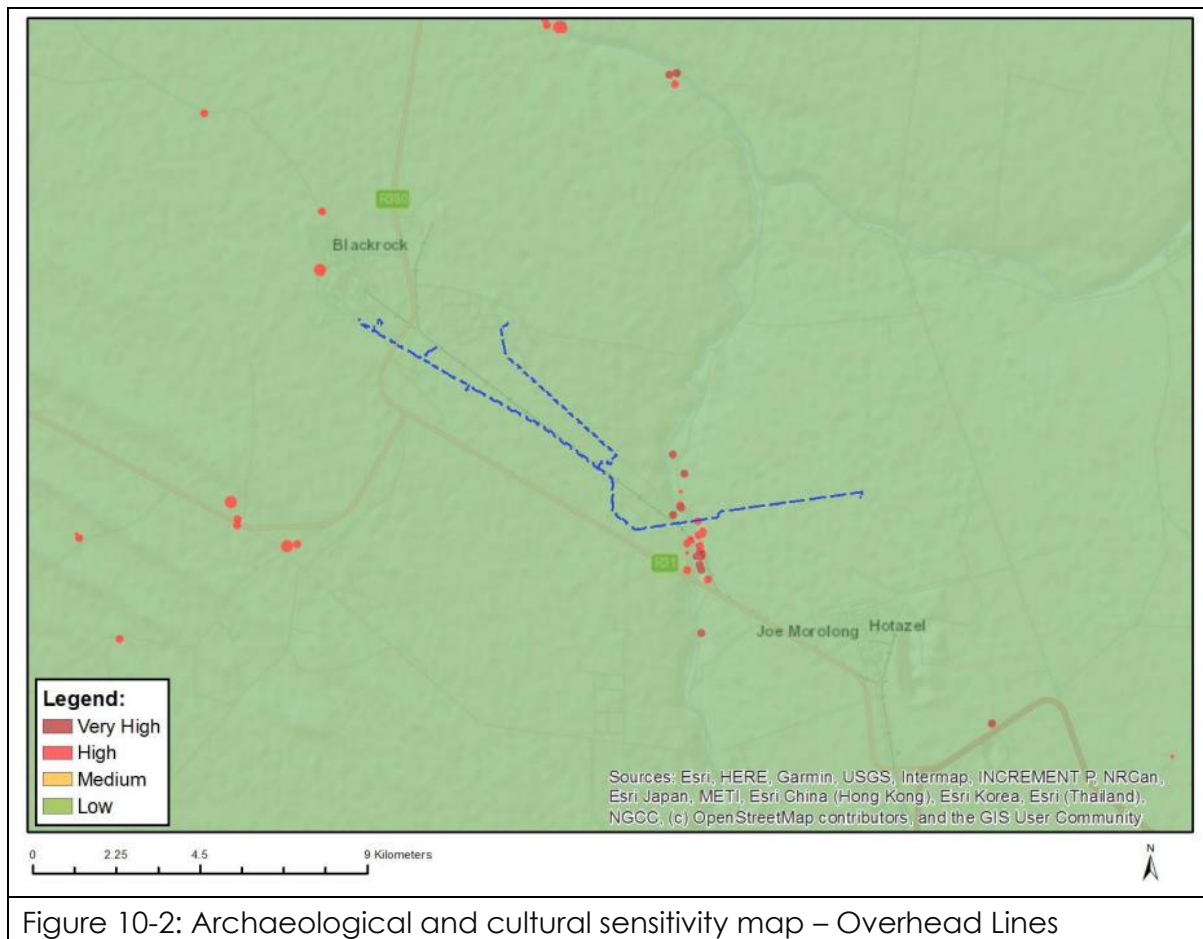 R380
Blackrock
R31
Joe Morolong
Hotazel
Legend:
Very High
High
Medium
Low
Sources: Esri, HERE, Garmin, USGS, Intermap, INCREMENT P, NRCan,
Esri Japan, METI, Esri China (Hong Kong), Esri Korea, Esri (Thailand),
NGCC, (c) OpenStreetMap contributors, and the GIS User Community
0 2.25 4.5 9 Kilometers
N
Figure 10-2: Archaeological and cultural sensitivity map – Overhead Lines